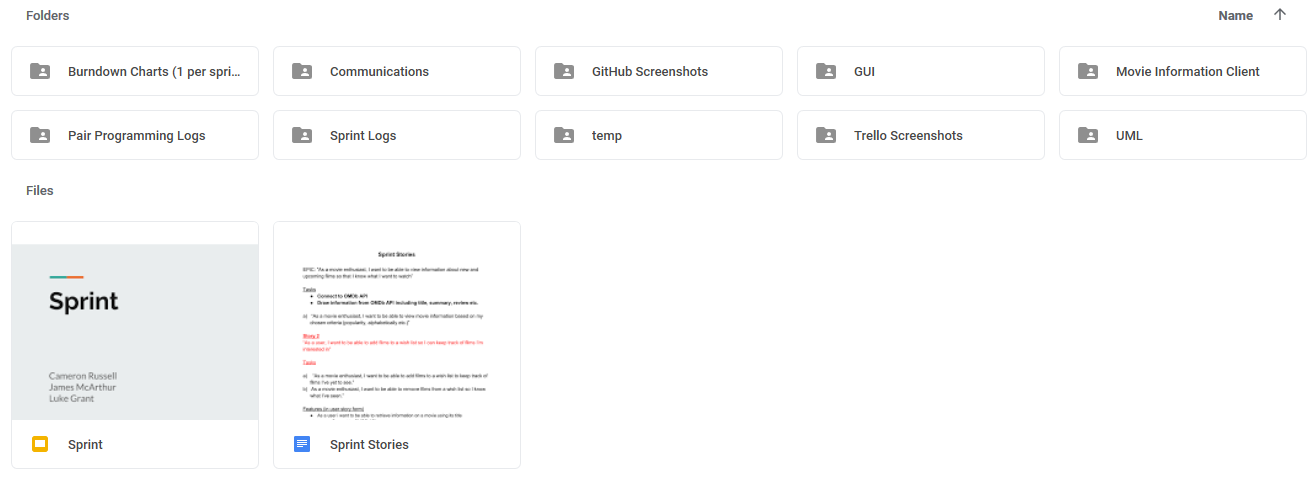 Folders
Name
Burndown Charts (1 per spri...
Communications
GitHub Screenshots
GUI
Movie Information Client
Pair Programming Logs
Sprint Logs
temp
Trello Screenshots
UML
Files
Sprint
Cameron Russell
James McArthur
Luke Grant
Sprint Stories
EPIC: "As a movie enthusiast, I want to be able to view information about new and
upcoming films so that I know what I want to watch"
Tasks
Connect to OMDb API
Draw information from OMDb API including title, summary, review etc.
a) "As a movie enthusiast, I want to be able to view movie information based on my
chosen criteria (popularity, alphabetically etc.)"
Story 2
"As a user, I want to be able to add films to a wish list so I can keep track of films I'm
interested in"
Tasks
a) "As a movie enthusiast, I want to be able to add films to a wish list to keep track of
films I've yet to see."
b) As a movie enthusiast, I want to be able to remove films from a wish list so I know
what I've seen."
Features (in user story form)
As a user I want to be able to retrieve information on a movie using its title
Sprint
Sprint Stories